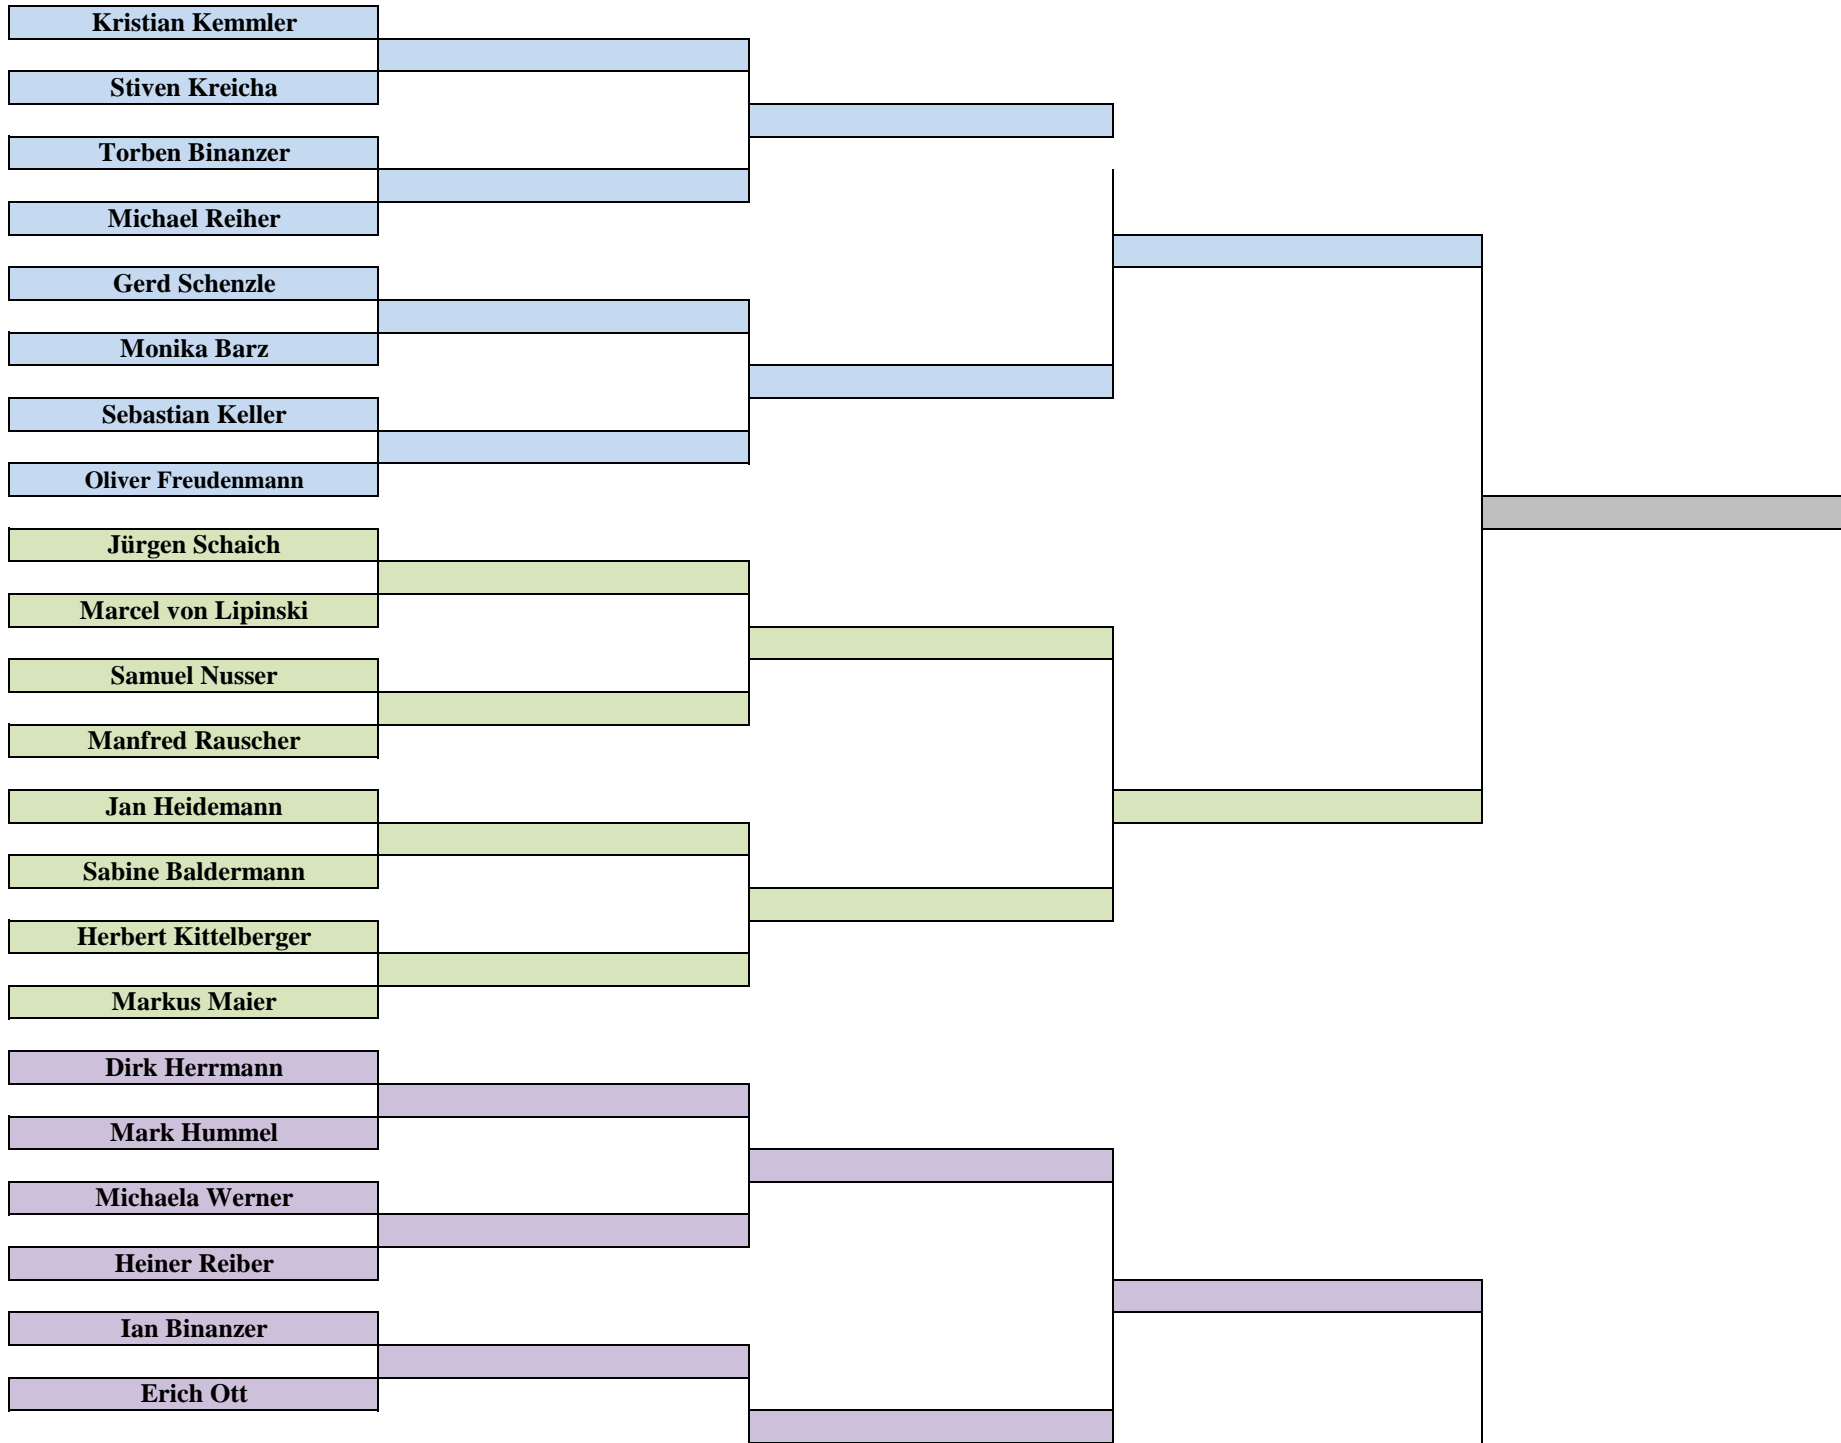 Kristian Kemmler
Stiven Kreicha
Torben Binanzer
Michael Reiher
Gerd Schenzle
Monika Barz
Sebastian Keller
Oliver Freudenmann
Jürgen Schaich
Marcel von Lipinski
Samuel Nusser
Manfred Rauscher
Jan Heidemann
Sabine Baldermann
Herbert Kittelberger
Markus Maier
Dirk Herrmann
Mark Hummel
Michaela Werner
Heiner Reiber
Ian Binanzer
Erich Ott